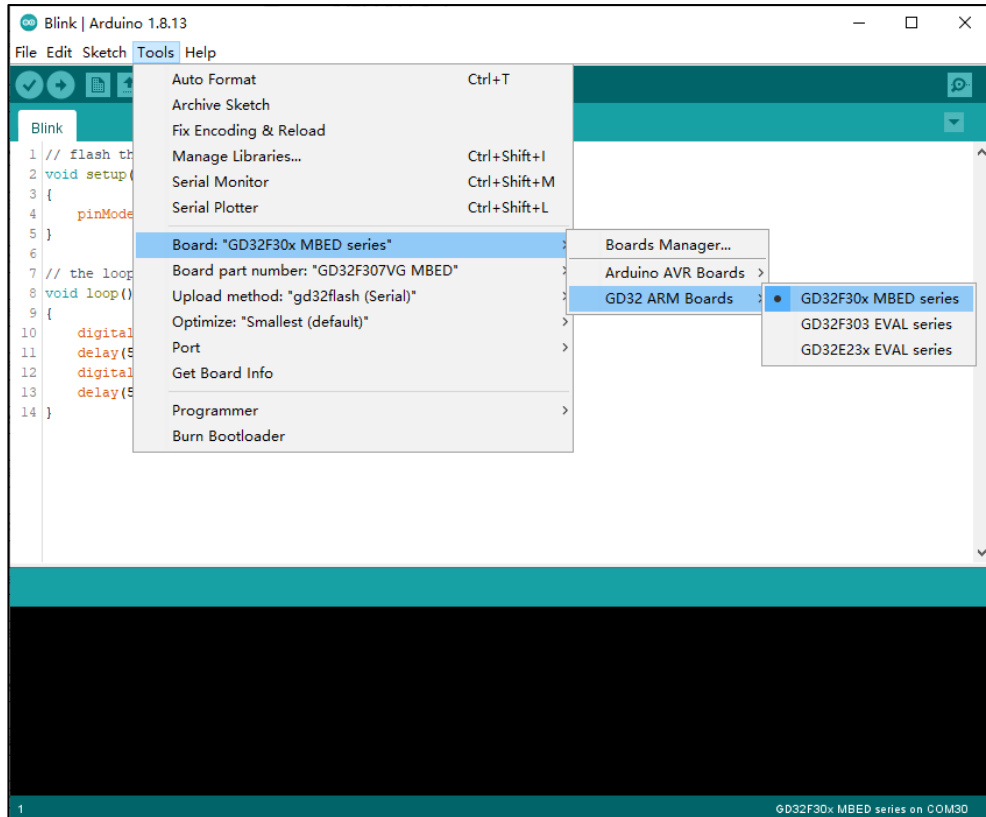 Blink | Arduino 1.8.13
File Edit Sketch Tools Help
Blink
1 // flash th
2 void setup(
3 {
4 pinMode
5 }
6
7 // the loop
8 void loop()
9 {
10 digital
11 delay(5
12 digital
13 delay(5
14 }
Auto Format Ctrl+T
Archive Sketch
Fix Encoding & Reload
Manage Libraries... Ctrl+Shift+I
Serial Monitor Ctrl+Shift+M
Serial Plotter Ctrl+Shift+L
Board: "GD32F30x MBED series"
Board part number: "GD32F307VG MBED"
Upload method: "gd32flash (Serial)"
Optimize: "Smallest (default)"
Port
Get Board Info
Programmer
Burn Bootloader
Boards Manager...
Arduino AVR Boards
GD32 ARM Boards
GD32F30x MBED series
GD32F303 EVAL series
GD32E23x EVAL series
1 GD32F30x MBED series on COM30